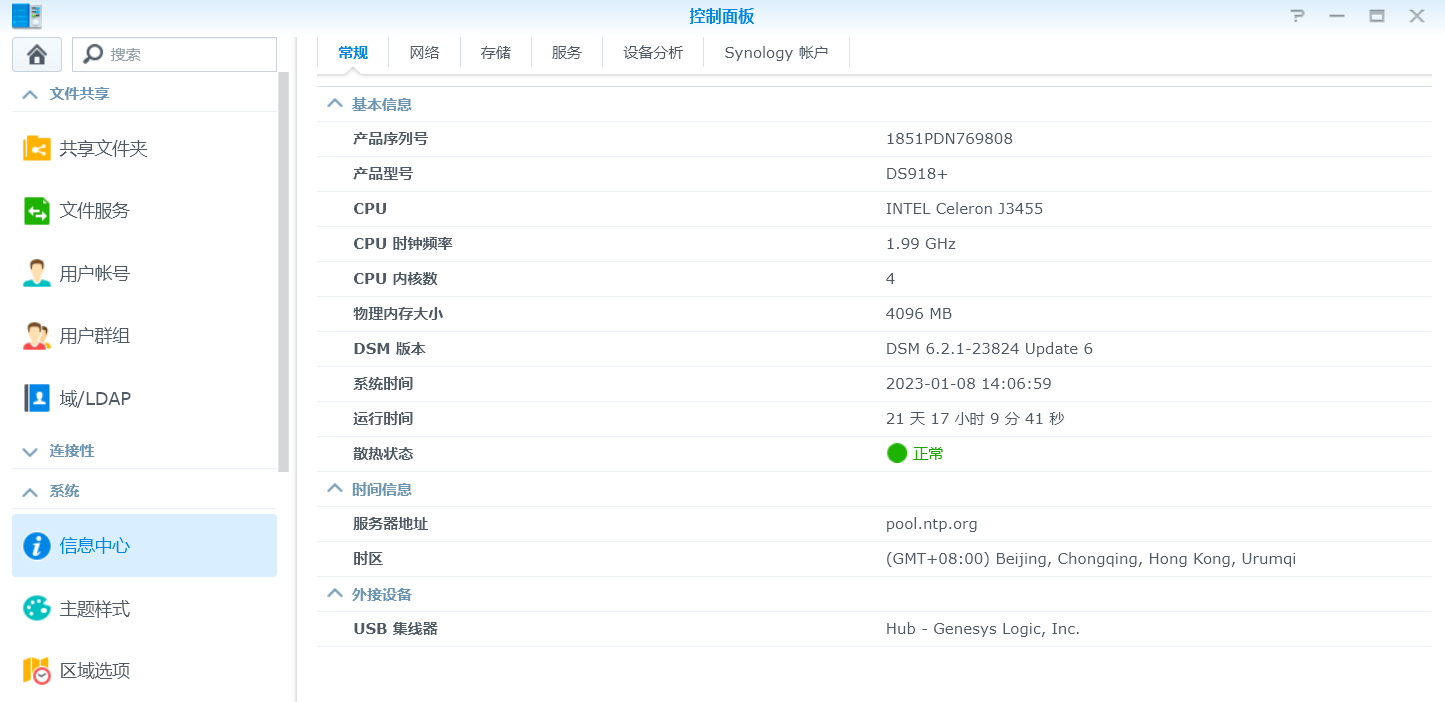 控制面板
搜索
文件共享
共享文件夹
文件服务
用户帐号
用户群组
域/LDAP
连接性
系统
信息中心
主题样式
区域选项
常规 网络 存储 服务 设备分析 Synology 帐户
基本信息
产品序列号 1851PDN769808
产品型号 DS918+
CPU INTEL Celeron J3455
CPU 时钟频率 1.99 GHz
CPU 内核数 4
物理内存大小 4096 MB
DSM 版本 DSM 6.2.1-23824 Update 6
系统时间 2023-01-08 14:06:59
运行时间 21 天 17 小时 9 分 41 秒
散热状态 正常
时间信息
服务器地址 pool.ntp.org
时区 (GMT+08:00) Beijing, Chongqing, Hong Kong, Urumqi
外接设备
USB 集线器 Hub - Genesys Logic, Inc.